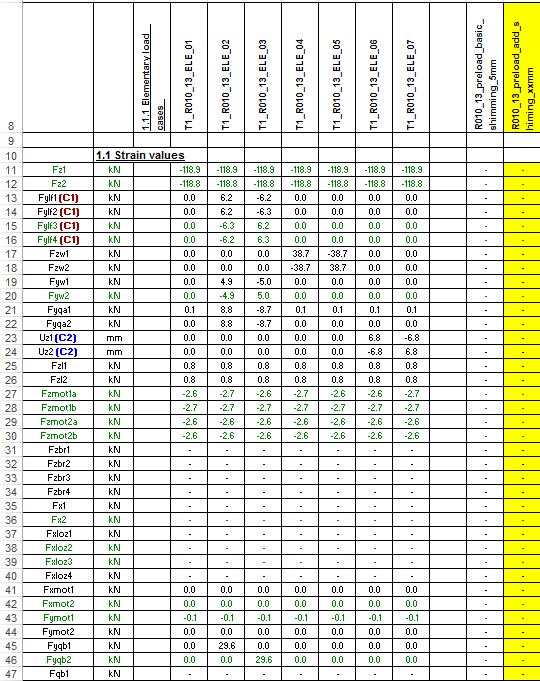 8 1.1.1 Elementary load cases T1_R010_13_ELE_01 T1_R010_13_ELE_02 T1_R010_13_ELE_03 T1_R010_13_ELE_04 T1_R010_13_ELE_05 T1_R010_13_ELE_06 T1_R010_13_ELE_07 R010_13_preload_basic_shimming_5mm R010_13_preload_add_shiming_xxmm
9
10 1.1 Strain values
11 Fz1 kN -118.9 -118.9 -118.9 -118.9 -118.9 -118.9 -118.9 - -
12 Fz2 kN -118.8 -118.8 -118.8 -118.8 -118.8 -118.8 -118.8 - -
13 Fylf1 (C1) kN 0.0 6.2 -6.2 0.0 0.0 0.0 0.0 - -
14 Fylf2 (C1) kN 0.0 6.2 -6.3 0.0 0.0 0.0 0.0 - -
15 Fylf3 (C1) kN 0.0 -6.3 6.2 0.0 0.0 0.0 0.0 - -
16 Fylf4 (C1) kN 0.0 -6.2 6.3 0.0 0.0 0.0 0.0 - -
17 Fzw1 kN 0.0 0.0 0.0 38.7 -38.7 0.0 0.0 - -
18 Fzw2 kN 0.0 0.0 0.0 -38.7 38.7 0.0 0.0 - -
19 Fyw1 kN 0.0 4.9 -5.0 0.0 0.0 0.0 0.0 - -
20 Fyw2 kN 0.0 -4.9 5.0 0.0 0.0 0.0 0.0 - -
21 Fyqa1 kN 0.1 8.8 -8.7 0.1 0.1 0.1 0.1 - -
22 Fyqa2 kN 0.0 8.8 -8.7 0.0 0.0 0.0 0.0 - -
23 Uz1 (C2) mm 0.0 0.0 0.0 0.0 0.0 6.8 -6.8 - -
24 Uz2 (C2) mm 0.0 0.0 0.0 0.0 0.0 -6.8 6.8 - -
25 Fzl1 kN 0.8 0.8 0.8 0.8 0.8 0.8 0.8 - -
26 Fzl2 kN 0.8 0.8 0.8 0.8 0.8 0.8 0.8 - -
27 Fzmot1a kN -2.6 -2.7 -2.6 -2.7 -2.6 -2.6 -2.7 - -
28 Fzmot1b kN -2.6 -2.7 -2.6 -2.7 -2.6 -2.6 -2.7 - -
29 Fzmot2a kN -2.6 -2.6 -2.6 -2.6 -2.6 -2.6 -2.6 - -
30 Fzmot2b kN -2.6 -2.6 -2.6 -2.6 -2.6 -2.6 -2.6 - -
31 Fzbr1 kN - - - - - - - - -
32 Fzbr2 kN - - - - - - - - -
33 Fzbr3 kN - - - - - - - - -
34 Fzbr4 kN - - - - - - - - -
35 Fx1 kN - - - - - - - - -
36 Fx2 kN - - - - - - - - -
37 Fxloz1 kN - - - - - - - - -
38 Fxloz2 kN - - - - - - - - -
39 Fxloz3 kN - - - - - - - - -
40 Fxloz4 kN - - - - - - - - -
41 Fxmot1 kN 0.0 0.0 0.0 0.0 0.0 0.0 0.0 - -
42 Fxmot2 kN 0.0 0.0 0.0 0.0 0.0 0.0 0.0 - -
43 Fymot1 kN -0.1 -0.1 -0.1 -0.1 -0.1 -0.1 -0.1 - -
44 Fymot2 kN 0.0 0.0 0.0 0.0 0.0 0.0 0.0 - -
45 Fyqb1 kN 0.0 29.6 0.0 0.0 0.0 0.0 0.0 - -
46 Fyqb2 kN 0.0 0.0 29.6 0.0 0.0 0.0 0.0 - -
47 Fqb1 kN - - - - - - - - -